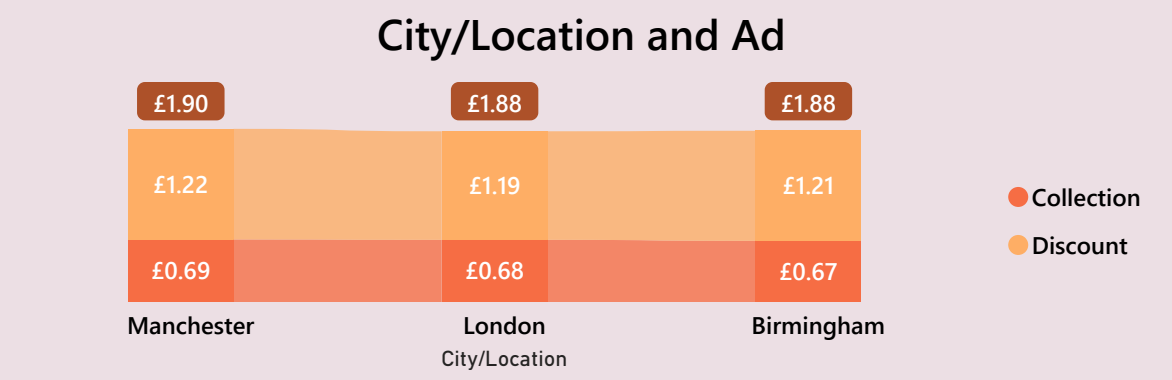 City/Location and Ad
£1.90 £1.88 £1.88
£1.22 £1.19 £1.21
Collection
Discount
£0.69 £0.68 £0.67
Manchester London Birmingham
City/Location